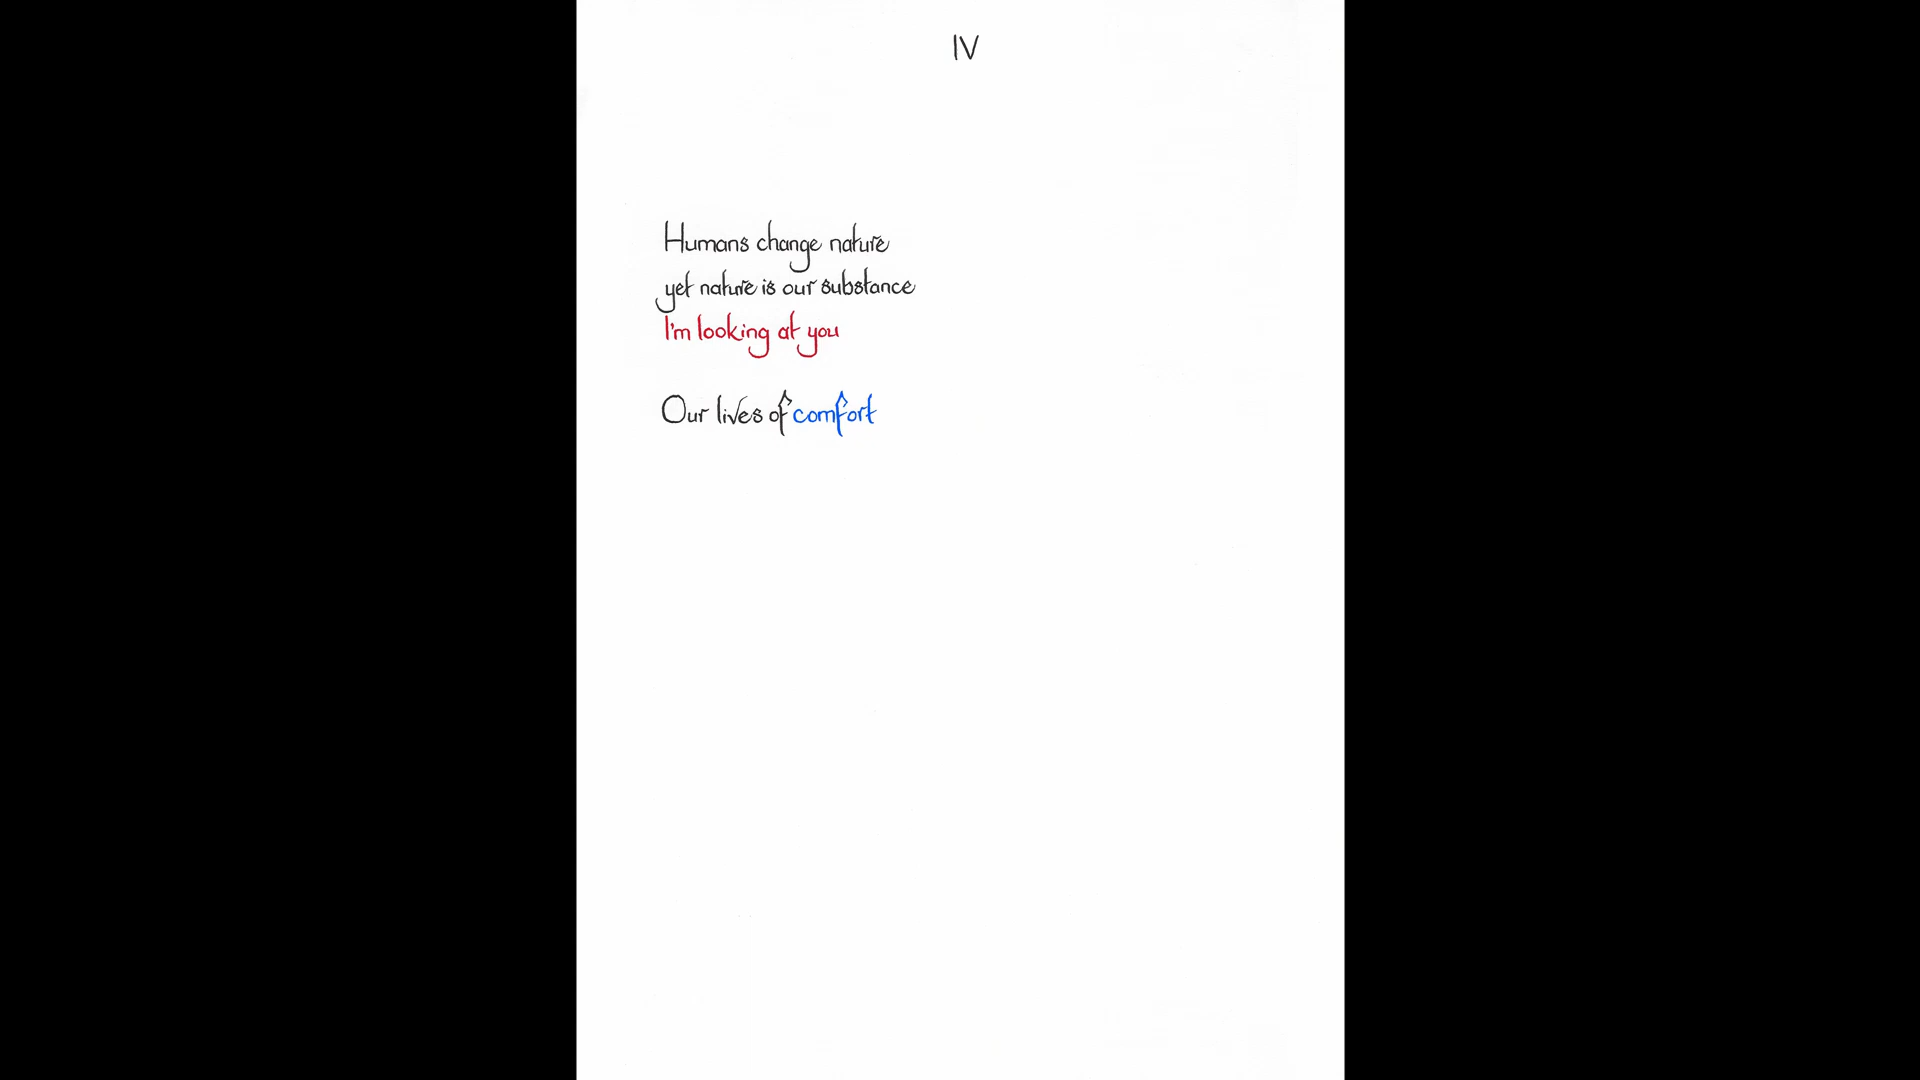 IV
Humans change nature
yet nature is our substance
I'm looking at you
Our lives of comfort